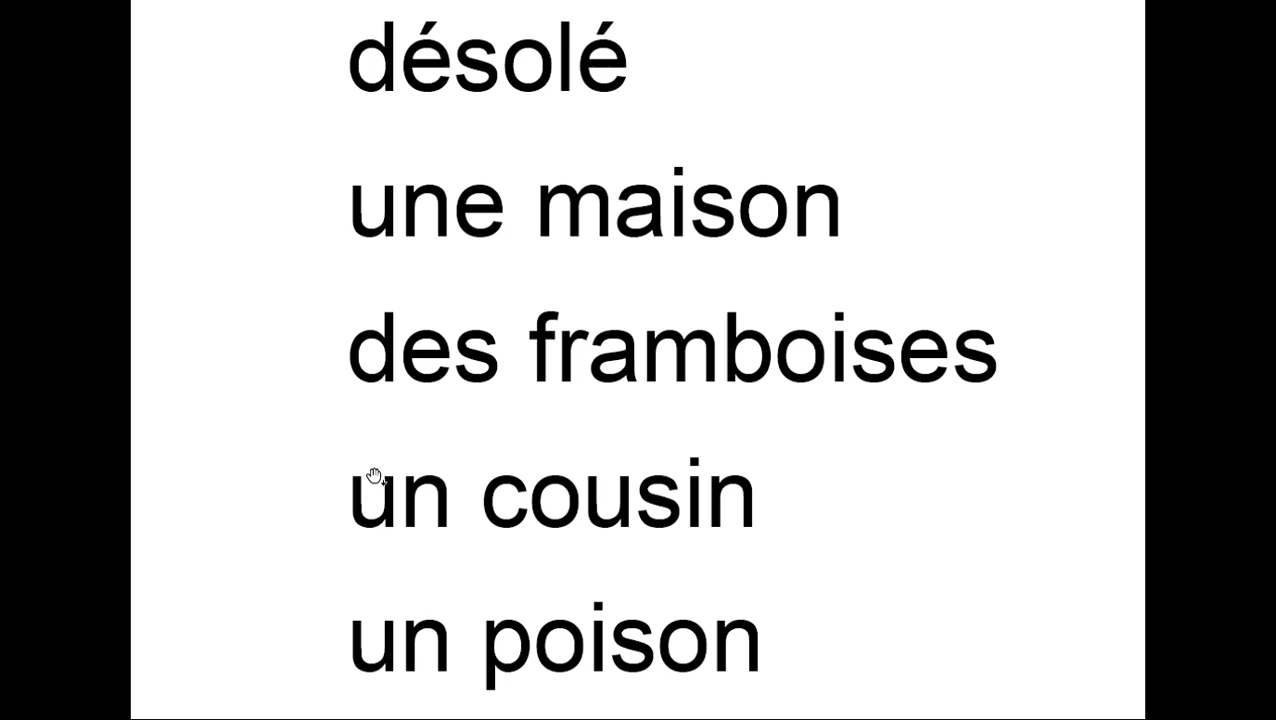 désolé
une maison
des framboises
un cousin
un poison